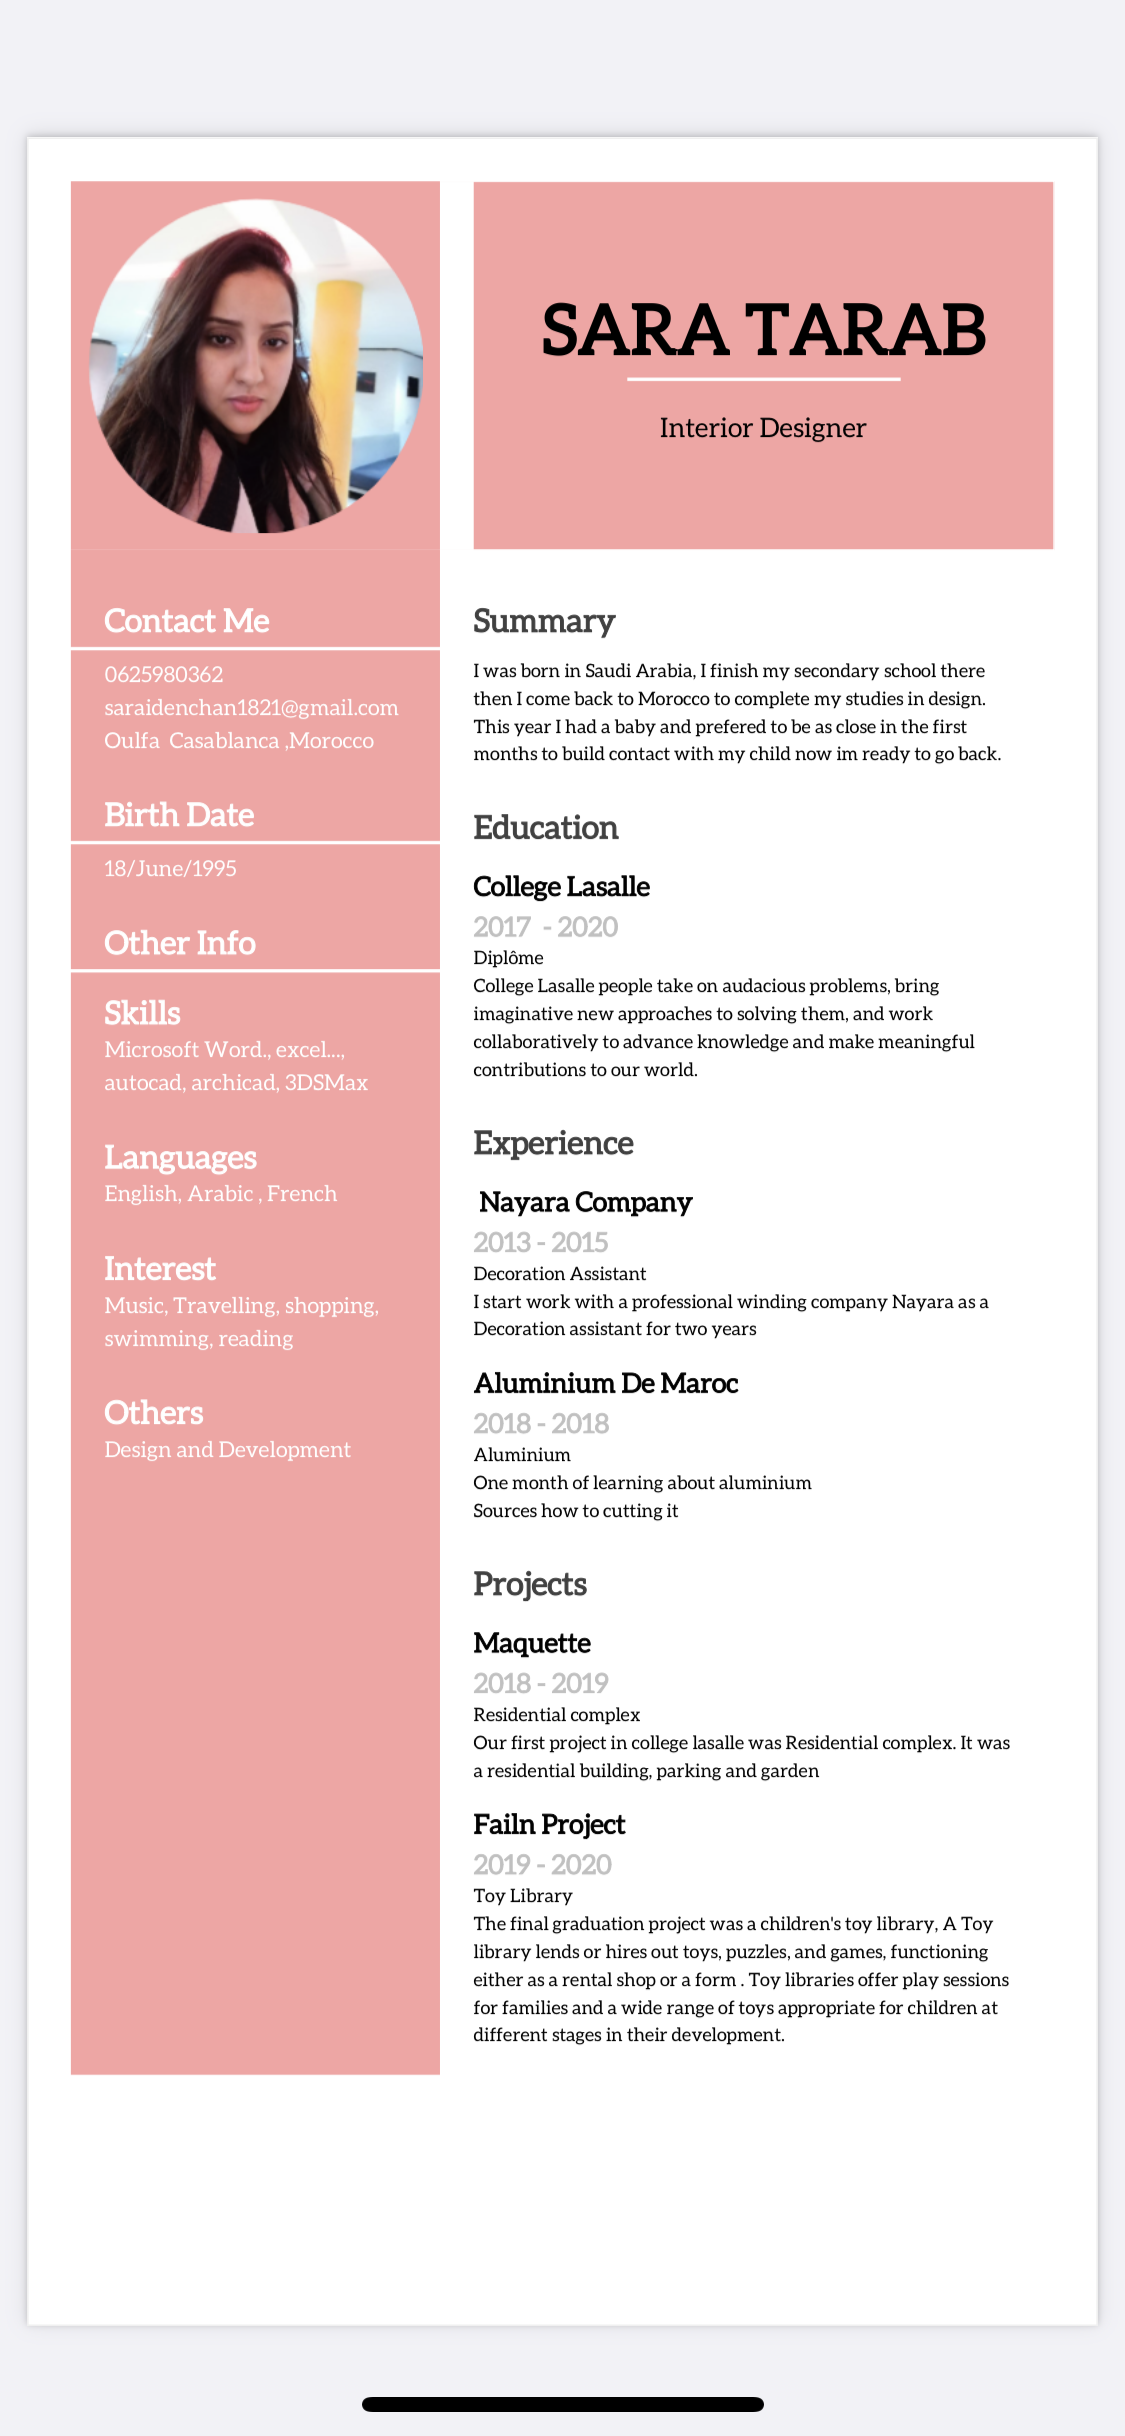 SARA TARAB
Interior Designer
Contact Me
0625980362
saraidenchan1821@gmail.com
Oulfa  Casablanca ,Morocco
Birth Date
18/June/1995
Other Info
Skills
Microsoft Word., excel...,
autocad, archicad, 3DSMax
Languages
English, Arabic , French
Interest
Music, Travelling, shopping,
swimming, reading
Others
Design and Development
Summary
I was born in Saudi Arabia, I finish my secondary school there
then I come back to Morocco to complete my studies in design.
This year I had a baby and prefered to be as close in the first
months to build contact with my child now im ready to go back.
Education
College Lasalle
2017  - 2020
Diplôme
College Lasalle people take on audacious problems, bring
imaginative new approaches to solving them, and work
collaboratively to advance knowledge and make meaningful
contributions to our world.
Experience
Nayara Company
2013 - 2015
Decoration Assistant
I start work with a professional winding company Nayara as a
Decoration assistant for two years
Aluminium De Maroc
2018 - 2018
Aluminium
One month of learning about aluminium
Sources how to cutting it
Projects
Maquette
2018 - 2019
Residential complex
Our first project in college lasalle was Residential complex. It was
a residential building, parking and garden
Failn Project
2019 - 2020
Toy Library
The final graduation project was a children's toy library, A Toy
library lends or hires out toys, puzzles, and games, functioning
either as a rental shop or a form . Toy libraries offer play sessions
for families and a wide range of toys appropriate for children at
different stages in their development.